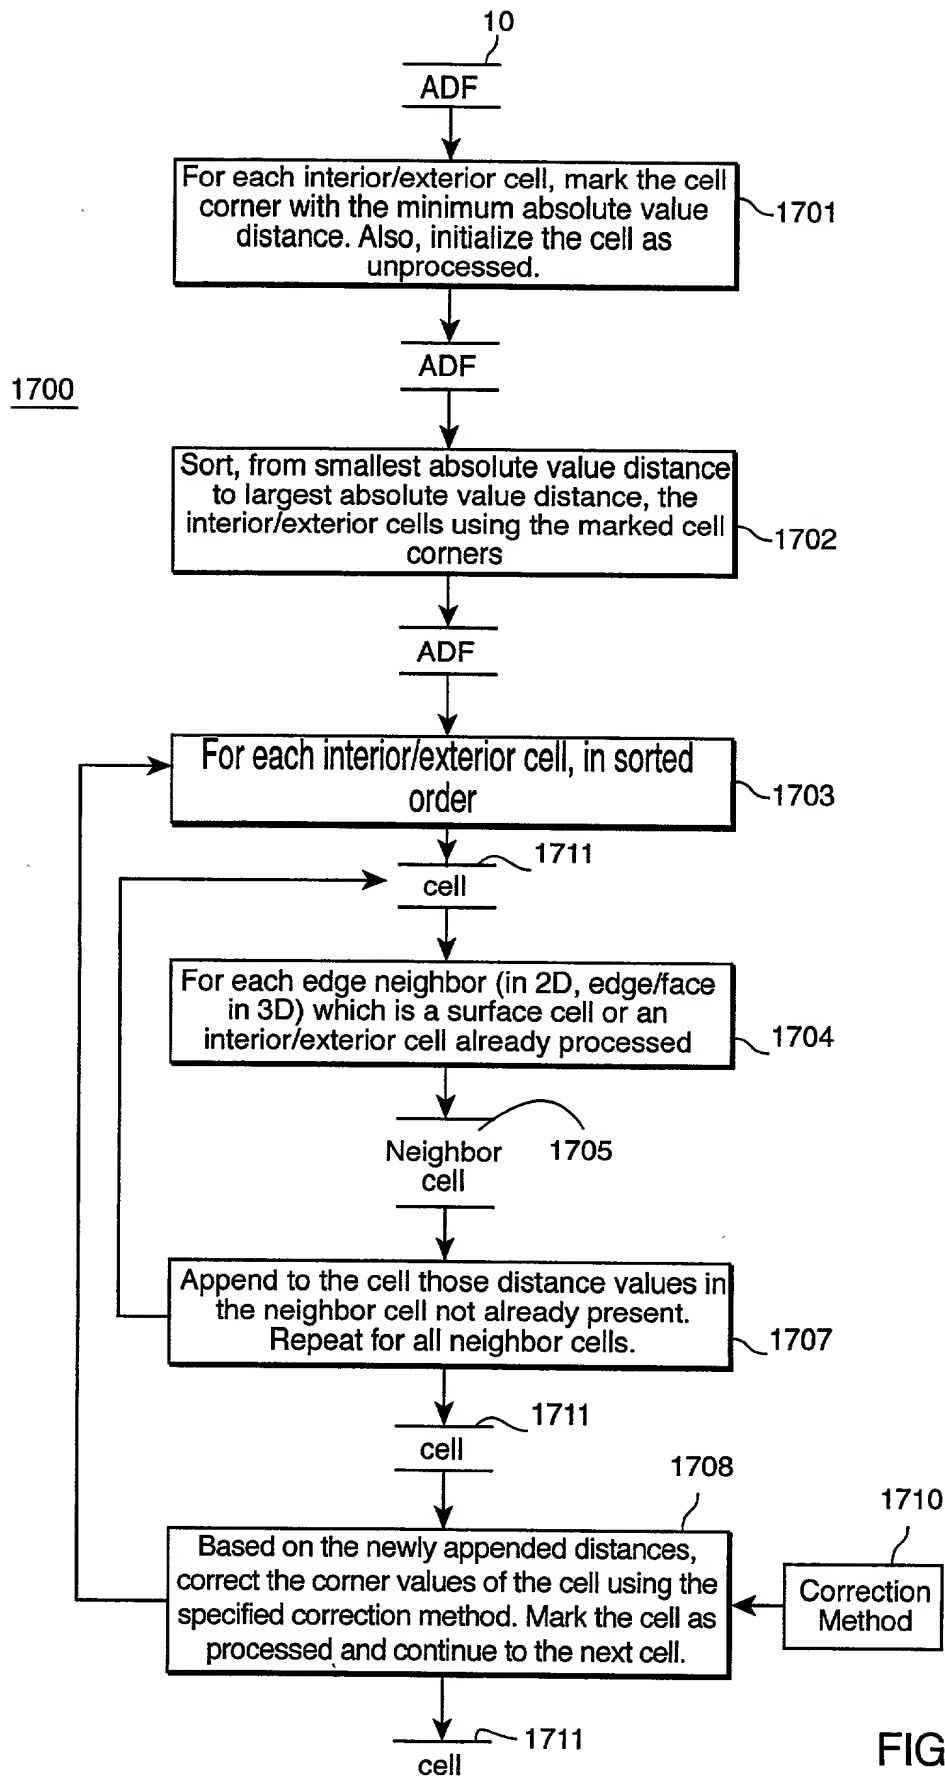 10
ADF
For each interior/exterior cell, mark the cell
corner with the minimum absolute value
distance. Also, initialize the cell as
unprocessed.
1701
ADF
1700
Sort, from smallest absolute value distance
to largest absolute value distance, the
interior/exterior cells using the marked cell
corners
1702
ADF
For each interior/exterior cell, in sorted
order
1703
1711
cell
For each edge neighbor (in 2D, edge/face
in 3D) which is a surface cell or an
interior/exterior cell already processed
1704
Neighbor
cell
1705
Append to the cell those distance values in
the neighbor cell not already present.
Repeat for all neighbor cells.
1707
1711
cell
1708
1710
Based on the newly appended distances,
correct the corner values of the cell using the
specified correction method. Mark the cell as
processed and continue to the next cell.
Correction
Method
1711
cell
FIG